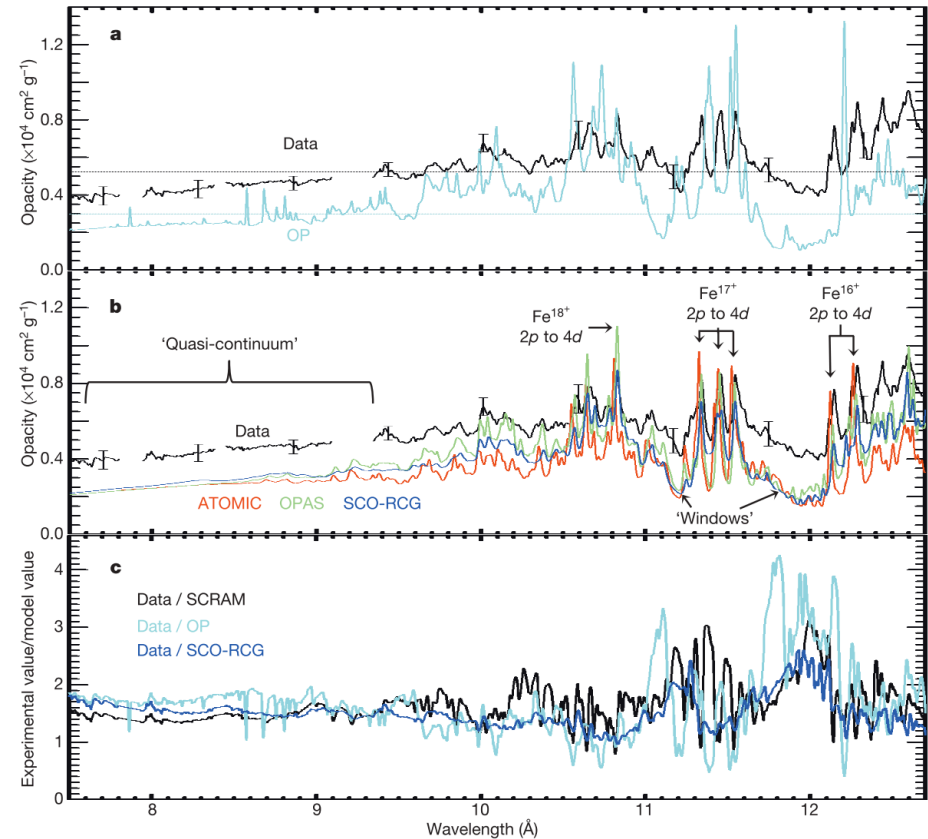 a
1.2
0.8
0.4
0.0
Opacity (×10⁴ cm² g⁻¹)
Data
OP
b
1.2
0.8
0.4
0.0
Opacity (×10⁴ cm² g⁻¹)
'Quasi-continuum'
Data
Fe¹⁸⁺
2p to 4d
Fe¹⁷⁺
2p to 4d
Fe¹⁶⁺
2p to 4d
ATOMIC OPAS SCO-RCG
'Windows'
c
4
3
2
1
0
Experimental value/model value
Data / SCRAM
Data / OP
Data / SCO-RCG
8 9 10 11 12
Wavelength (Å)